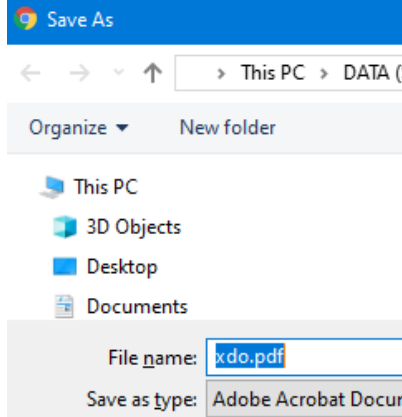 Save As
This PC > DATA (
Organize New folder
This PC
3D Objects
Desktop
Documents
File name: xdo.pdf
Save as type: Adobe Acrobat Docu